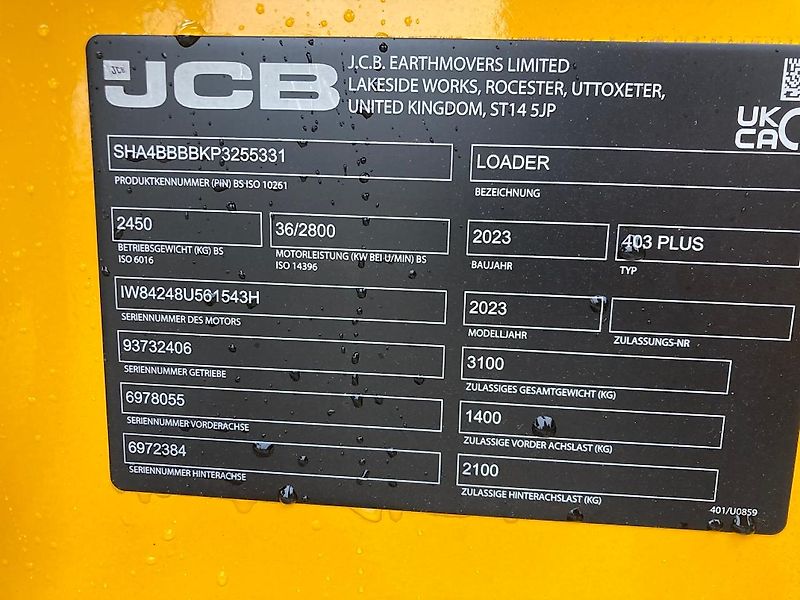 JCB
J.C.B. EARTHMOVERS LIMITED
LAKESIDE WORKS, ROCESTER, UTTOXETER,
UNITED KINGDOM, ST14 5JP
UK
CA
SHA4BBBBKP3255331
PRODUKTKENNUMMER (PIN) BS ISO 10261
LOADER
BEZEICHNUNG
2450
BETRIEBSGEWICHT (KG) BS
ISO 6016
36/2800
MOTORLEISTUNG (KW BEI U/MIN) BS
ISO 14396
2023
BAUJAHR
403 PLUS
TYP
IW84248U561543H
SERIENNUMMER DES MOTORS
2023
MODELLJAHR
ZULASSUNGS-NR
93732406
SERIENNUMMER GETRIEBE
3100
ZULASSIGES GESAMTGEWICHT (KG)
6978055
SERIENNUMMER VORDERACHSE
1400
ZULASSIGE VORDER ACHSLAST (KG)
6972384
SERIENNUMMER HINTERACHSE
2100
ZULASSIGE HINTERACHSLAST (KG)
401/U0859